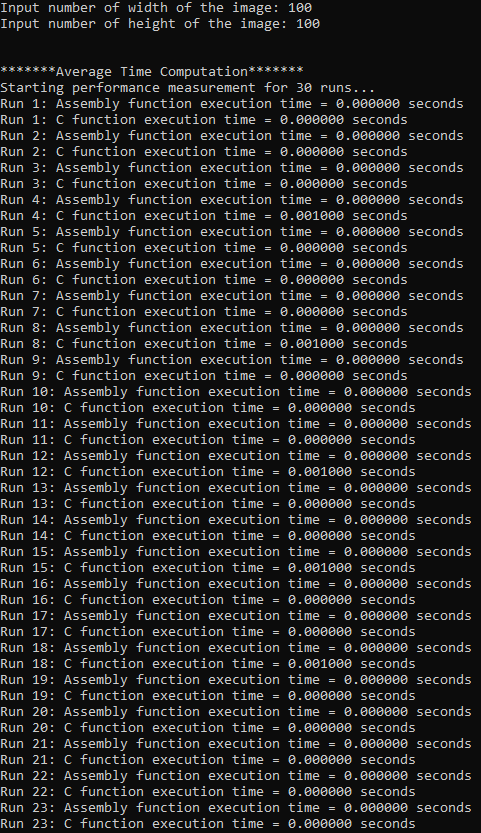 Input number of width of the image: 100
Input number of height of the image: 100
*******Average Time Computation*******
Starting performance measurement for 30 runs...
Run 1: Assembly function execution time = 0.000000 seconds
Run 1: C function execution time = 0.000000 seconds
Run 2: Assembly function execution time = 0.000000 seconds
Run 2: C function execution time = 0.000000 seconds
Run 3: Assembly function execution time = 0.000000 seconds
Run 3: C function execution time = 0.000000 seconds
Run 4: Assembly function execution time = 0.000000 seconds
Run 4: C function execution time = 0.001000 seconds
Run 5: Assembly function execution time = 0.000000 seconds
Run 5: C function execution time = 0.000000 seconds
Run 6: Assembly function execution time = 0.000000 seconds
Run 6: C function execution time = 0.000000 seconds
Run 7: Assembly function execution time = 0.000000 seconds
Run 7: C function execution time = 0.000000 seconds
Run 8: Assembly function execution time = 0.000000 seconds
Run 8: C function execution time = 0.001000 seconds
Run 9: Assembly function execution time = 0.000000 seconds
Run 9: C function execution time = 0.000000 seconds
Run 10: Assembly function execution time = 0.000000 seconds
Run 10: C function execution time = 0.000000 seconds
Run 11: Assembly function execution time = 0.000000 seconds
Run 11: C function execution time = 0.000000 seconds
Run 12: Assembly function execution time = 0.000000 seconds
Run 12: C function execution time = 0.001000 seconds
Run 13: Assembly function execution time = 0.000000 seconds
Run 13: C function execution time = 0.000000 seconds
Run 14: Assembly function execution time = 0.000000 seconds
Run 14: C function execution time = 0.000000 seconds
Run 15: Assembly function execution time = 0.000000 seconds
Run 15: C function execution time = 0.001000 seconds
Run 16: Assembly function execution time = 0.000000 seconds
Run 16: C function execution time = 0.000000 seconds
Run 17: Assembly function execution time = 0.000000 seconds
Run 17: C function execution time = 0.000000 seconds
Run 18: Assembly function execution time = 0.000000 seconds
Run 18: C function execution time = 0.001000 seconds
Run 19: Assembly function execution time = 0.000000 seconds
Run 19: C function execution time = 0.000000 seconds
Run 20: Assembly function execution time = 0.000000 seconds
Run 20: C function execution time = 0.000000 seconds
Run 21: Assembly function execution time = 0.000000 seconds
Run 21: C function execution time = 0.000000 seconds
Run 22: Assembly function execution time = 0.000000 seconds
Run 22: C function execution time = 0.000000 seconds
Run 23: Assembly function execution time = 0.000000 seconds
Run 23: C function execution time = 0.000000 seconds